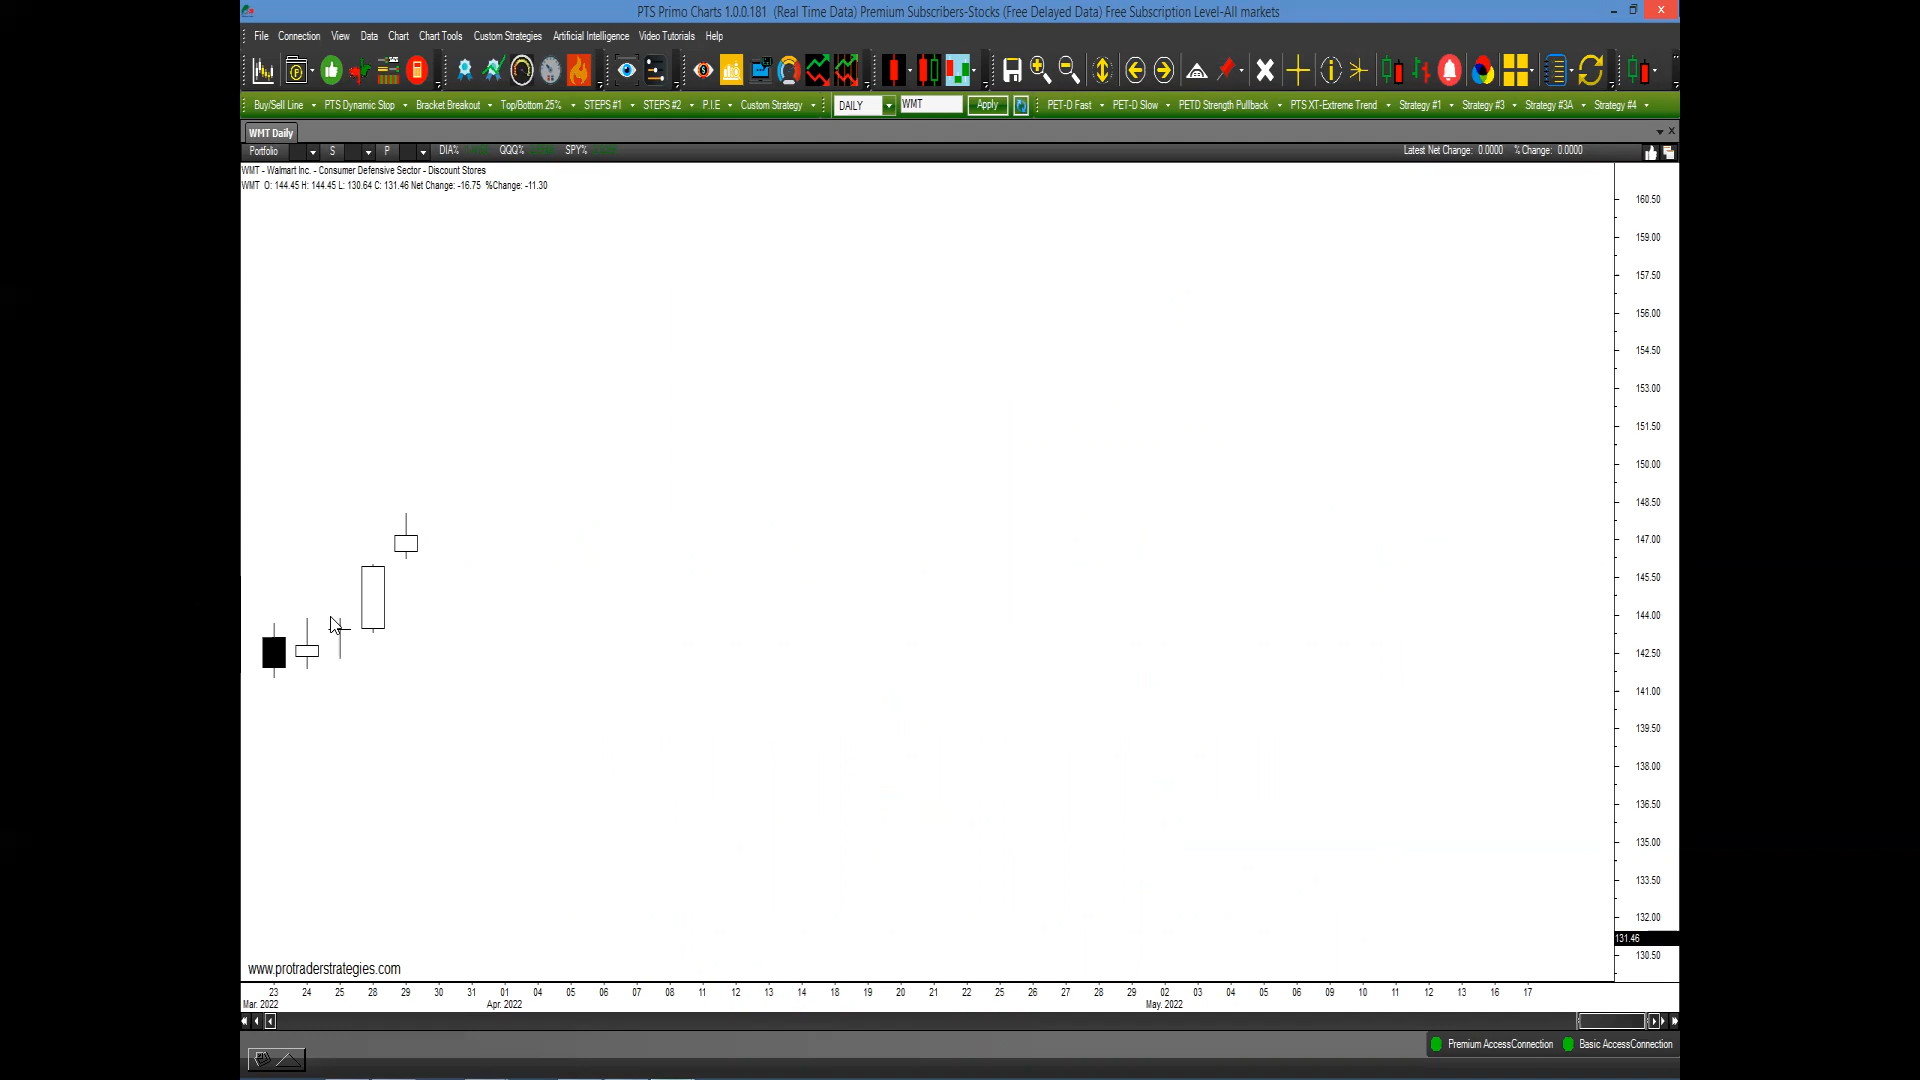 PTS Primo Charts 1.0.0.181 (Real Time Data) Premium Subscribers-Stocks (Free Delayed Data) Free Subscription Level-All markets
File Connection View Data Chart Chart Tools Custom Strategies Artificial Intelligence Video Tutorials Help
Buy/Sell Line PTS Dynamic Stop Bracket Breakout Top/Bottom 25% STEPS #1 STEPS #2 P.I.E Custom Strategy DAILY WMT Apply PET-D Fast PET-D Slow PETD Strength Pullback PTS XT-Extreme Trend Strategy #1 Strategy #3 Strategy #3A Strategy #4
WMT Daily
Portfolio S P DIA% QQQ% SPY% Latest Net Change: 0.0000 % Change: 0.0000
WMT - Walmart Inc. - Consumer Defensive Sector - Discount Stores
WMT O: 144.45 H: 144.45 L: 130.64 C: 131.46 Net Change: -16.75 %Change: -11.30
160.50
159.00
157.50
156.00
154.50
153.00
151.50
150.00
148.50
147.00
145.50
144.00
142.50
141.00
139.50
138.00
136.50
135.00
133.50
132.00
131.46
130.50
www.protraderstrategies.com
23 24 25 28 29 30 31 01 04 05 06 07 08 11 12 13 14 18 19 20 21 22 25 26 27 28 29 02 03 04 05 06 09 10 11 12 13 16 17
Mar. 2022 Apr. 2022 May. 2022
Premium AccessConnection Basic AccessConnection